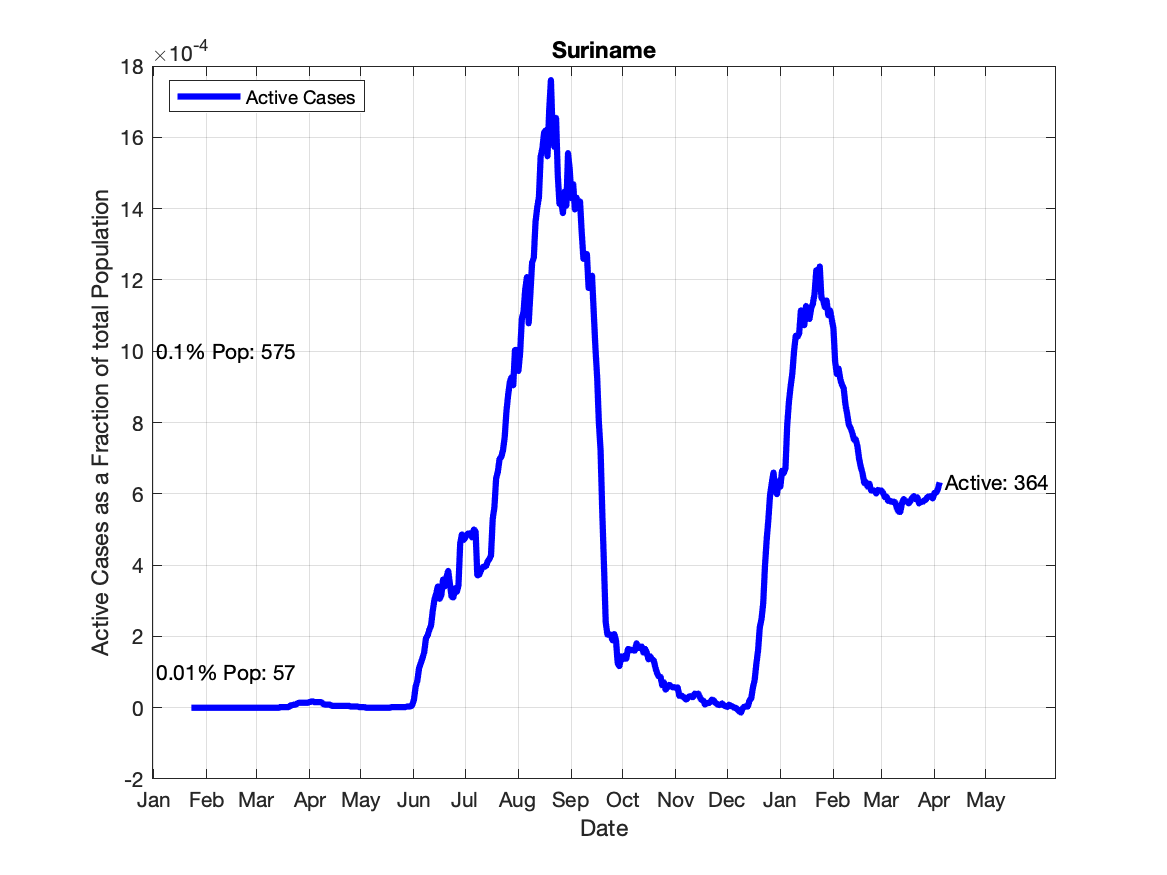 Suriname
×10-4
18
16
14
12
10
8
6
4
2
0
-2
Active Cases
0.1% Pop: 575
0.01% Pop: 57
Active: 364
Active Cases as a Fraction of total Population
Jan Feb Mar Apr May Jun Jul Aug Sep Oct Nov Dec Jan Feb Mar Apr May
Date